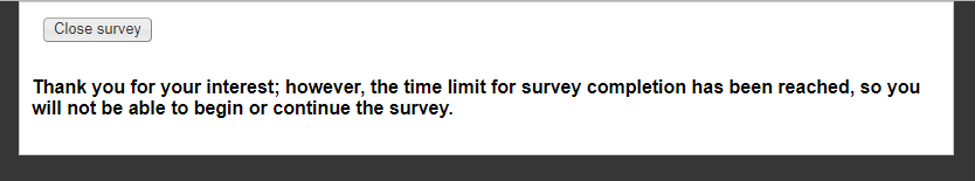 Close survey
Thank you for your interest; however, the time limit for survey completion has been reached, so you
will not be able to begin or continue the survey.